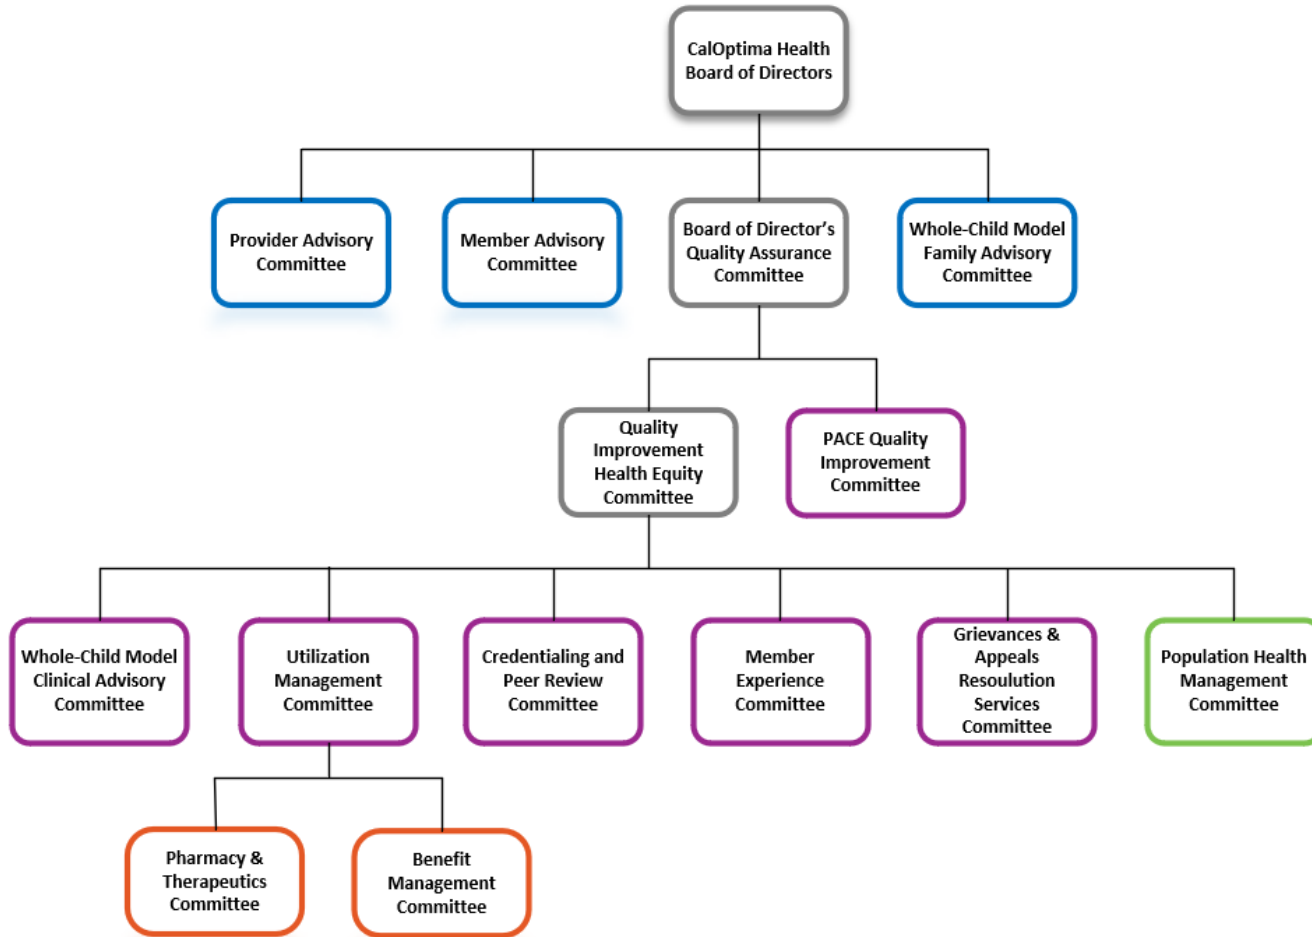 CalOptima Health
Board of Directors
Provider Advisory
Committee
Member Advisory
Committee
Board of Director’s
Quality Assurance
Committee
Whole-Child Model
Family Advisory
Committee
Quality
Improvement
Health Equity
Committee
PACE Quality
Improvement
Committee
Whole-Child Model
Clinical Advisory
Committee
Utilization
Management
Committee
Credentialing and
Peer Review
Committee
Member
Experience
Committee
Grievances &
Appeals
Resoulution
Services
Committee
Population Health
Management
Committee
Pharmacy &
Therapeutics
Committee
Benefit
Management
Committee